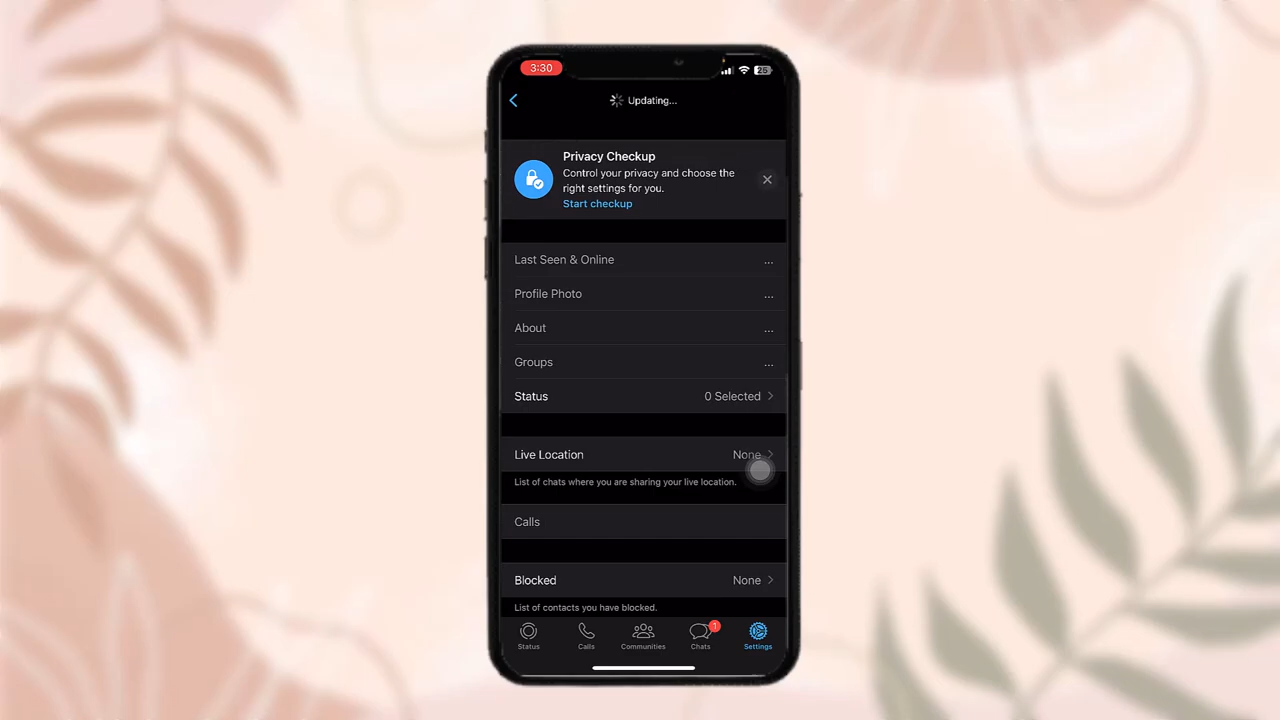 3:30
25
Updating...
Privacy Checkup
Control your privacy and choose the
right settings for you.
Start checkup
Last Seen & Online ...
Profile Photo ...
About ...
Groups ...
Status 0 Selected
Live Location None
List of chats where you are sharing your live location.
Calls
Blocked None
List of contacts you have blocked.
1
Status Calls Communities Chats Settings